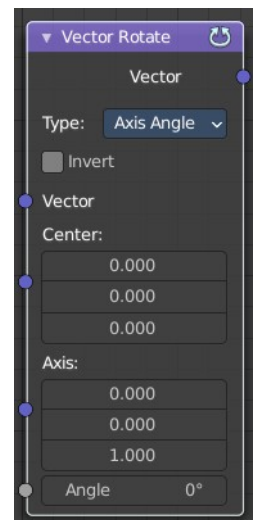 Vector Rotate
Vector
Type: Axis Angle
Invert
Vector
Center:
0.000
0.000
0.000
Axis:
0.000
0.000
1.000
Angle 0°